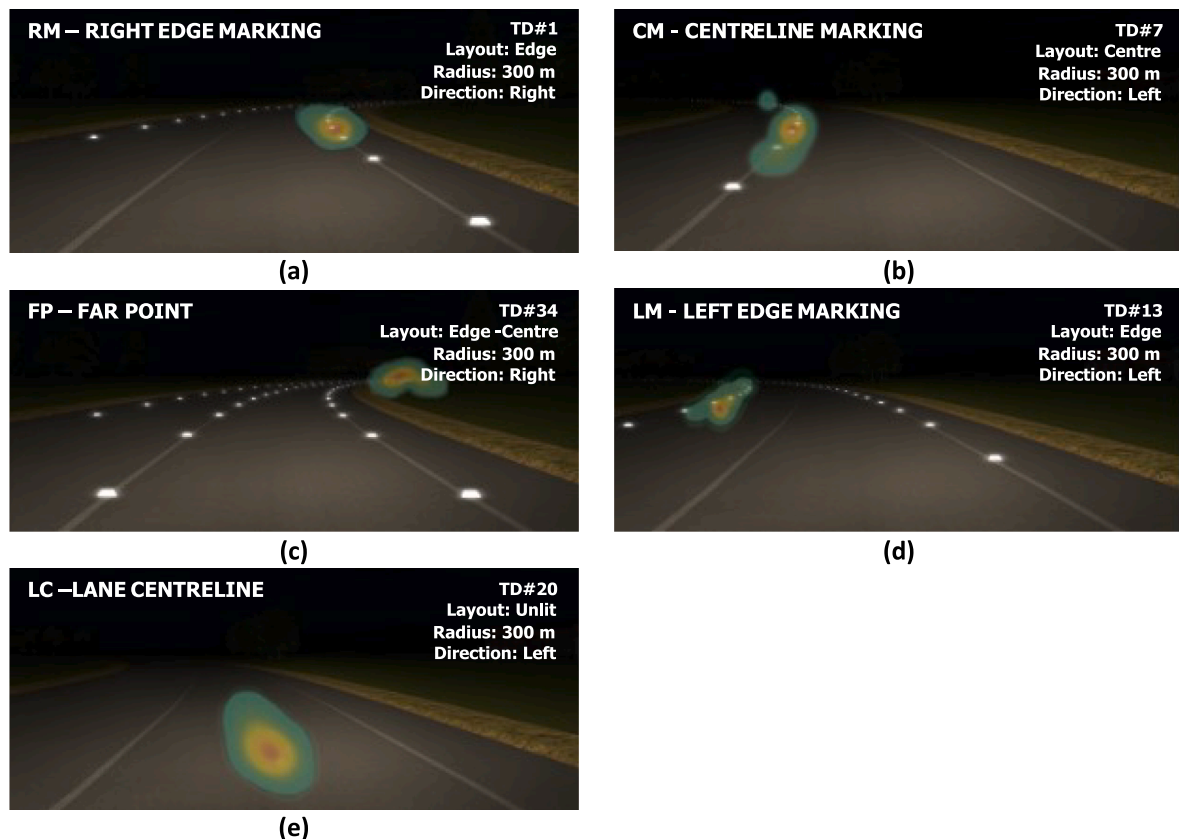 RM – RIGHT EDGE MARKING
TD#1
Layout: Edge
Radius: 300 m
Direction: Right
(a)
CM - CENTRELINE MARKING
TD#7
Layout: Centre
Radius: 300 m
Direction: Left
(b)
FP – FAR POINT
TD#34
Layout: Edge -Centre
Radius: 300 m
Direction: Right
(c)
LM - LEFT EDGE MARKING
TD#13
Layout: Edge
Radius: 300 m
Direction: Left
(d)
LC –LANE CENTRELINE
TD#20
Layout: Unlit
Radius: 300 m
Direction: Left
(e)